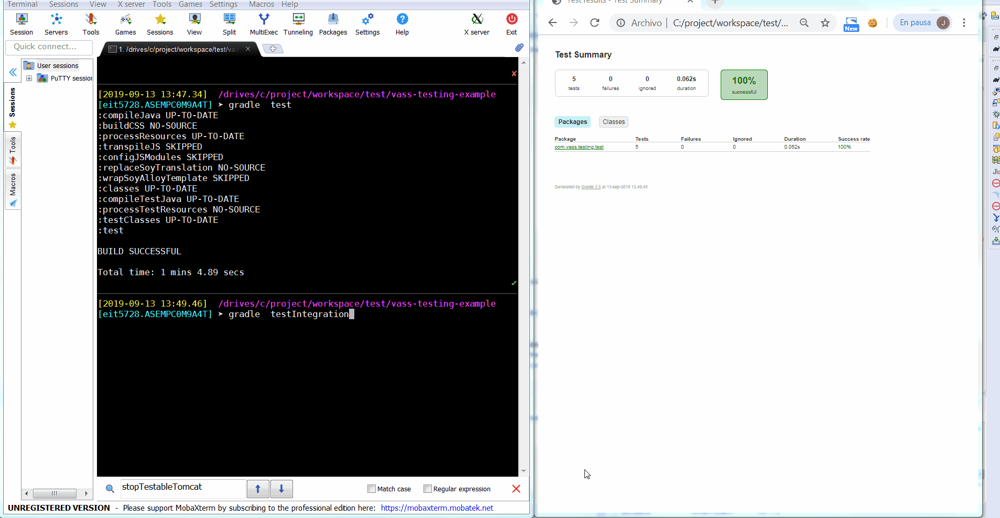 Terminal Sessions View X server Tools Games Settings Macros Help
Session Servers Tools Games Sessions View Split MultiExec Tunneling Packages Settings Help X server Exit
Quick connect...
1. /drives/c/project/workspace/test/va
User sessions
PuTTY session
Sessions
Tools
Macros
[2019-09-13 13:47.34] /drives/c/project/workspace/test/vass-testing-example
[eit5728.ASEMPC0M9A4T] ➤ gradle  test
:compileJava UP-TO-DATE
:buildCSS NO-SOURCE
:processResources UP-TO-DATE
:transpileJS SKIPPED
:configJSModules SKIPPED
:replaceSoyTranslation NO-SOURCE
:wrapSoyAlloyTemplate SKIPPED
:classes UP-TO-DATE
:compileTestJava UP-TO-DATE
:processTestResources NO-SOURCE
:testClasses UP-TO-DATE
:test
BUILD SUCCESSFUL
Total time: 1 mins 4.89 secs
[2019-09-13 13:49.46] /drives/c/project/workspace/test/vass-testing-example
[eit5728.ASEMPC0M9A4T] ➤ gradle  testIntegration
stopTestableTomcat
Match case
Regular expression
UNREGISTERED VERSION - Please support MobaXterm by subscribing to the professional edition here: https://mobaxterm.mobatek.net
Test results - Test Summary
Archivo | C:/project/workspace/test/...
New
En pausa J
Test Summary
5 0 0 0.062s
tests failures ignored duration
100%
successful
Packages Classes
Package Tests Failures Ignored Duration Success rate
com.vass.testing.test 5 0 0 0.062s 100%
Generated by Gradle 3.5 at 13-sep-2019 13:49:45